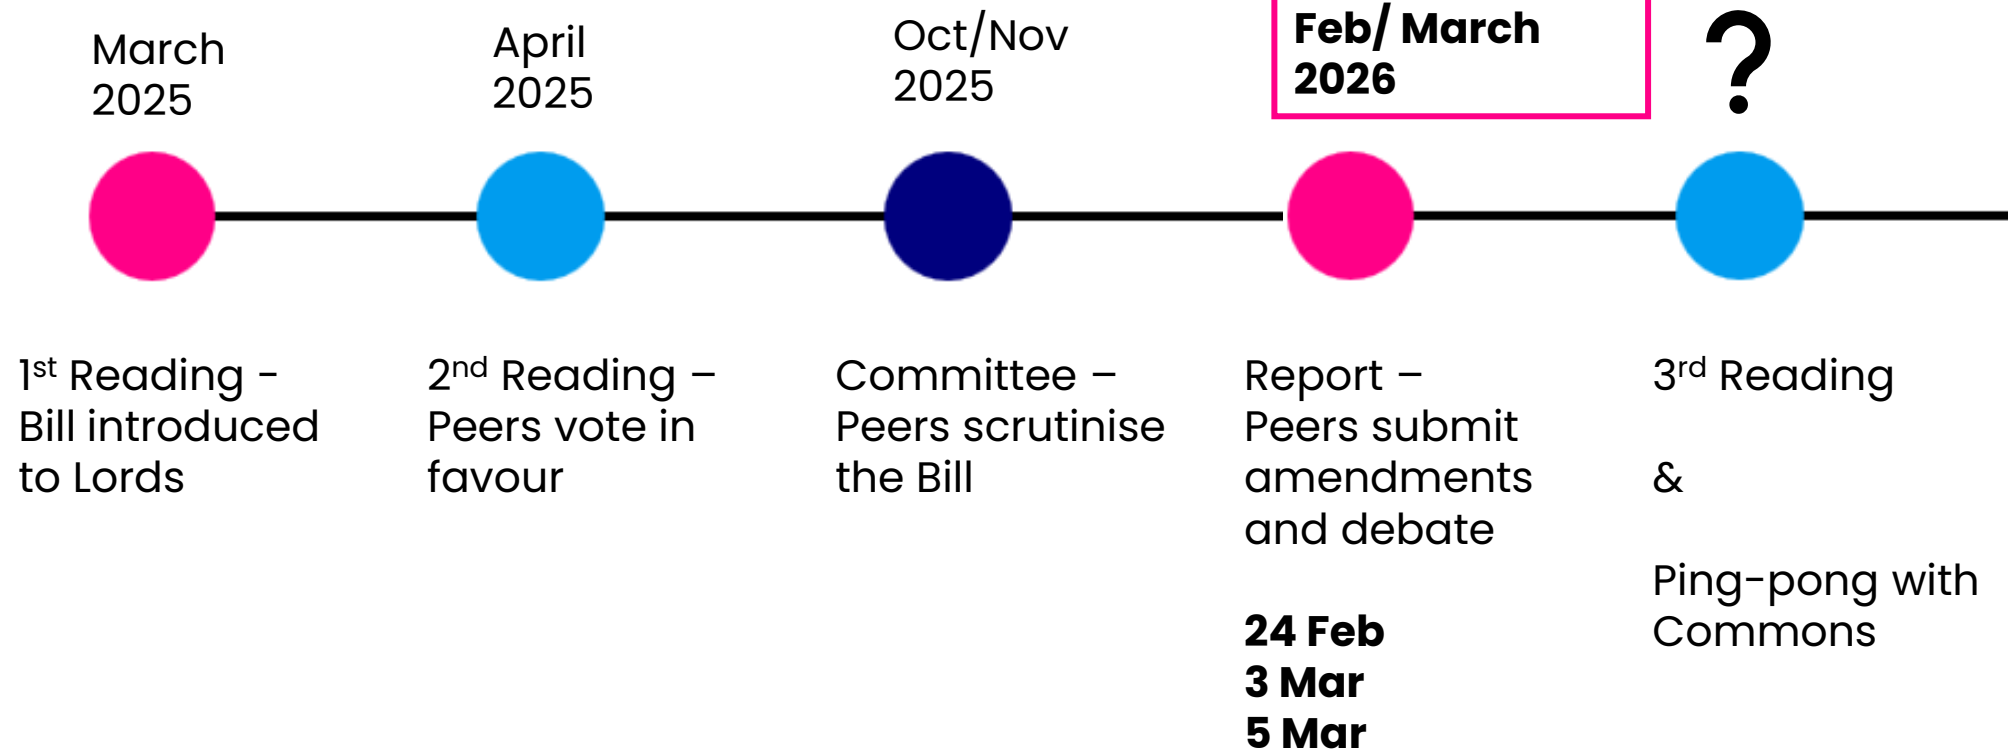 March
2025
April
2025
Oct/Nov
2025
Feb/ March
2026
?
1st Reading -
Bill introduced
to Lords
2nd Reading –
Peers vote in
favour
Committee –
Peers scrutinise
the Bill
Report –
Peers submit
amendments
and debate
24 Feb
3 Mar
5 Mar
3rd Reading
&
Ping-pong with
Commons